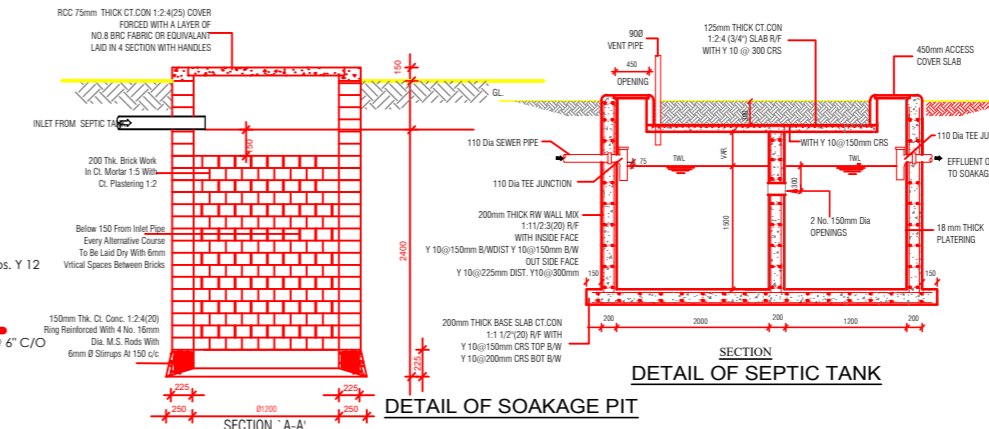 RCC 75mm THICK CT.CON 1:2:4(25) COVER
FORCED WITH A LAYER OF
NO.8 BRC FABRIC OR EQUIVALANT
LAID IN 4 SECTION WITH HANDLES
150
GL.
INLET FROM SEPTIC TA
150
200 Thk. Brick Work
In Ct. Mortar 1:5 With
Ct. Plastering 1:2
Below 150 From Inlet Pipe
Every Alternative Course
To Be Laid Dry With 6mm
Vritical Spaces Between Bricks
2400
os. Y 12
6" C/O
150mm Thk. Ct. Conc. 1:2:4(20)
Ring Reinforced With 4 No. 16mm
Dia. M.S. Rods With
6mm Ø Stirrups At 150 c/c
225
225
225
250
Ø1200
250
SECTION `A-A'
DETAIL OF SOAKAGE PIT
90Ø
VENT PIPE
450
OPENING
125mm THICK CT.CON
1:2:4 (3/4") SLAB R/F
WITH Y 10 @ 300 CRS
450mm ACCESS
COVER SLAB
WITH Y 10@150mm CRS
110 Dia SEWER PIPE
110 Dia TEE JU
75
TWL
VAR.
TWL
EFFLUENT O
TO SOAKAG
110 Dia TEE JUNCTION
300
200mm THICK RW WALL MIX
1:11/2:3(20) R/F
WITH INSIDE FACE
Y 10@150mm B/WDIST Y 10@150mm B/W
OUT SIDE FACE
Y 10@225mm DIST. Y10@300mm
1500
2 No. 150mm Dia
OPENINGS
18 mm THICK
PLATERING
150
150
200mm THICK BASE SLAB CT.CON
1:1 1/2"(20) R/F WITH
Y 10@150mm CRS TOP B/W
Y 10@200mm CRS BOT B/W
200
2000
200
1200
200
SECTION
DETAIL OF SEPTIC TANK